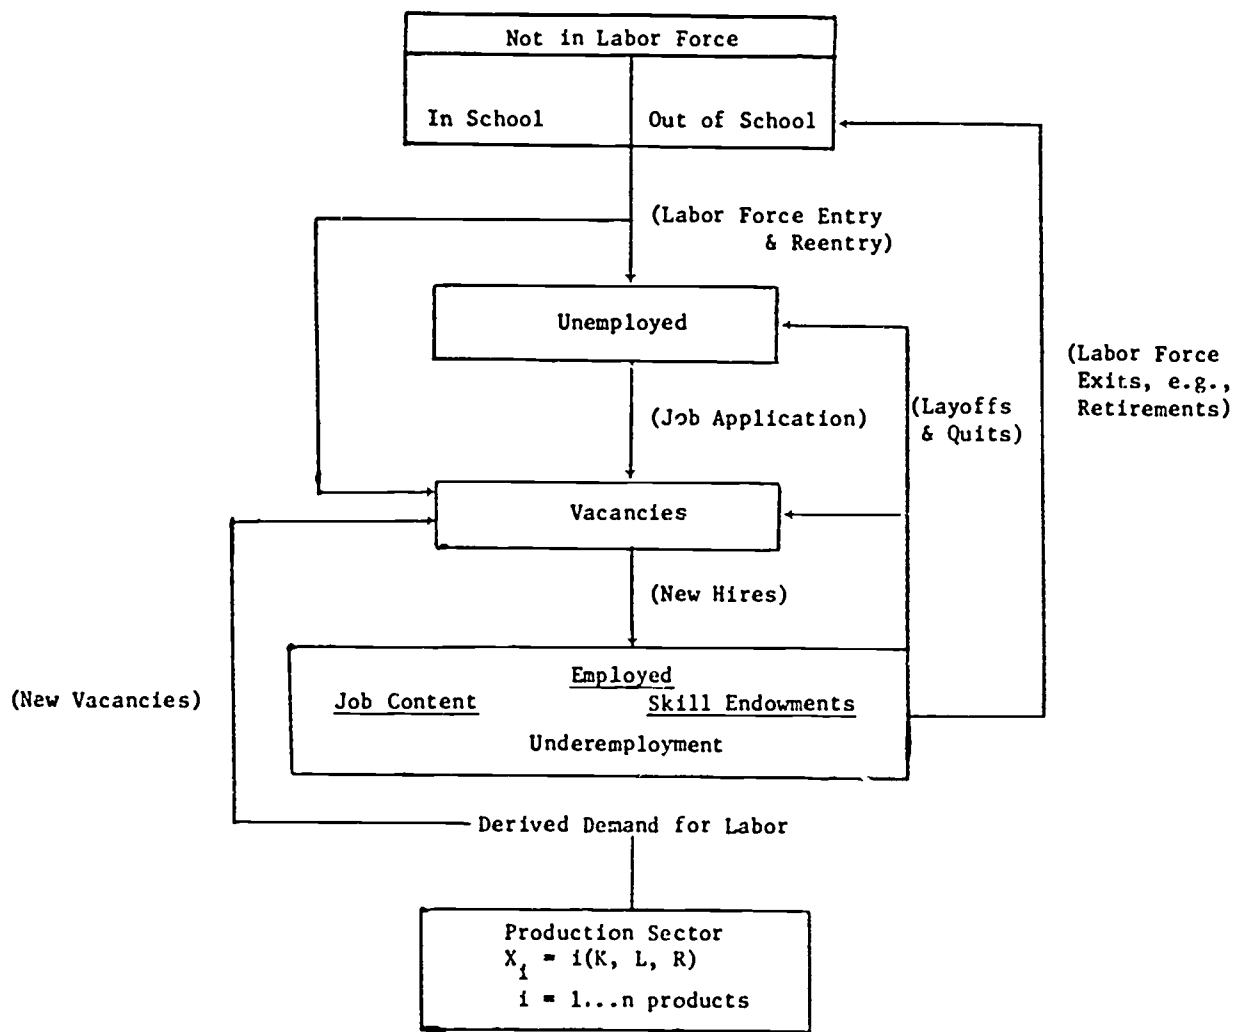 Not in Labor Force
In School
Out of School
(Labor Force Entry
& Reentry)
Unemployed
(Labor Force
Exits, e.g.,
Retirements)
(Job Application)
(Layoffs
& Quits)
Vacancies
(New Hires)
Employed
(New Vacancies)
Job Content
Skill Endowments
Underemployment
Derived Demand for Labor
Production Sector
X_i = i(K, L, R)
i = 1...n products